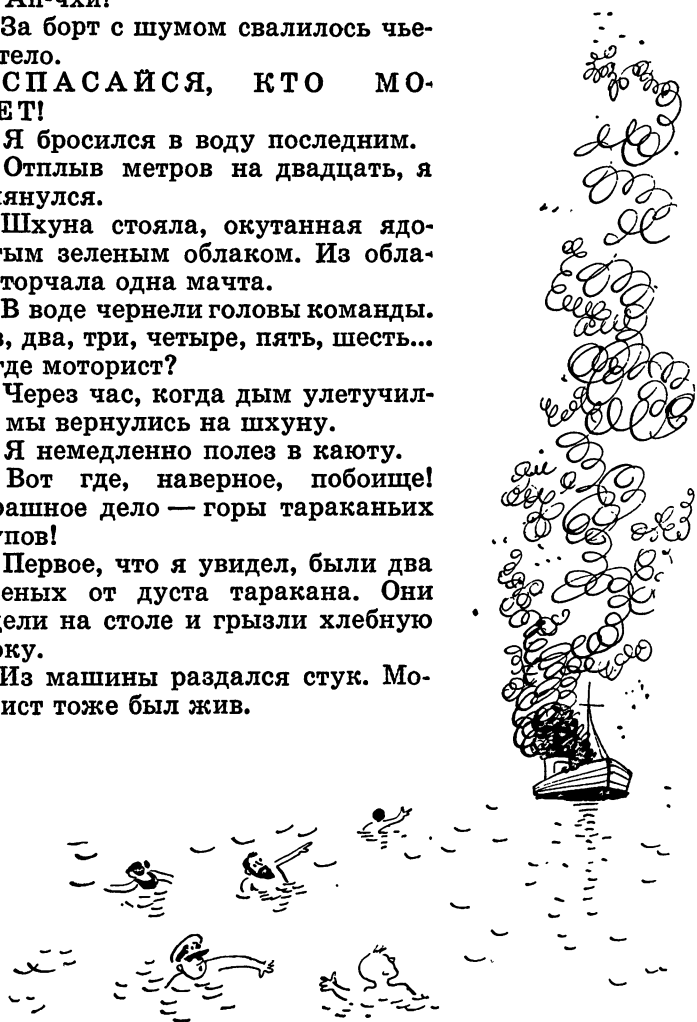 Ап-чхи!
За борт с шумом свалилось чье-
тело.
СПАСАЙСЯ, КТО МО-
ЕТ!
Я бросился в воду последним.
Отплыв метров на двадцать, я
янулся.
Шхуна стояла, окутанная ядо-
тым зеленым облаком. Из обла-
торчала одна мачта.
В воде чернели головы команды.
з, два, три, четыре, пять, шесть...
где моторист?
Через час, когда дым улетучил-
мы вернулись на шхуну.
Я немедленно полез в каюту.
Вот где, наверное, побоище!
рашное дело — горы тараканьих
упов!
Первое, что я увидел, были два
еных от дуста таракана. Они
дели на столе и грызли хлебную
рку.
Из машины раздался стук. Мо-
ист тоже был жив.